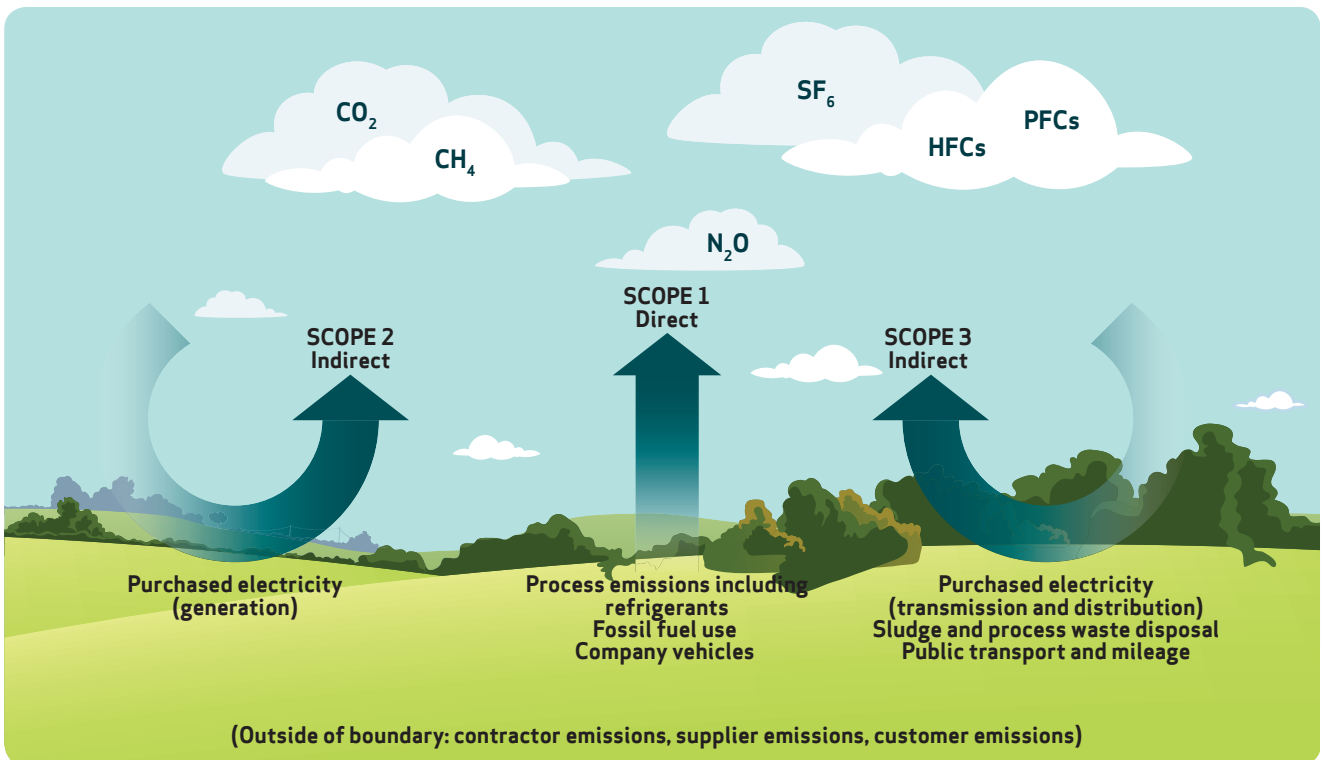 CO₂
CH₄
SF₆
HFCs
PFCs
N₂O
SCOPE 2
Indirect
SCOPE 1
Direct
SCOPE 3
Indirect
Purchased electricity
(generation)
Process emissions including
refrigerants
Fossil fuel use
Company vehicles
Purchased electricity
(transmission and distribution)
Sludge and process waste disposal
Public transport and mileage
(Outside of boundary: contractor emissions, supplier emissions, customer emissions)